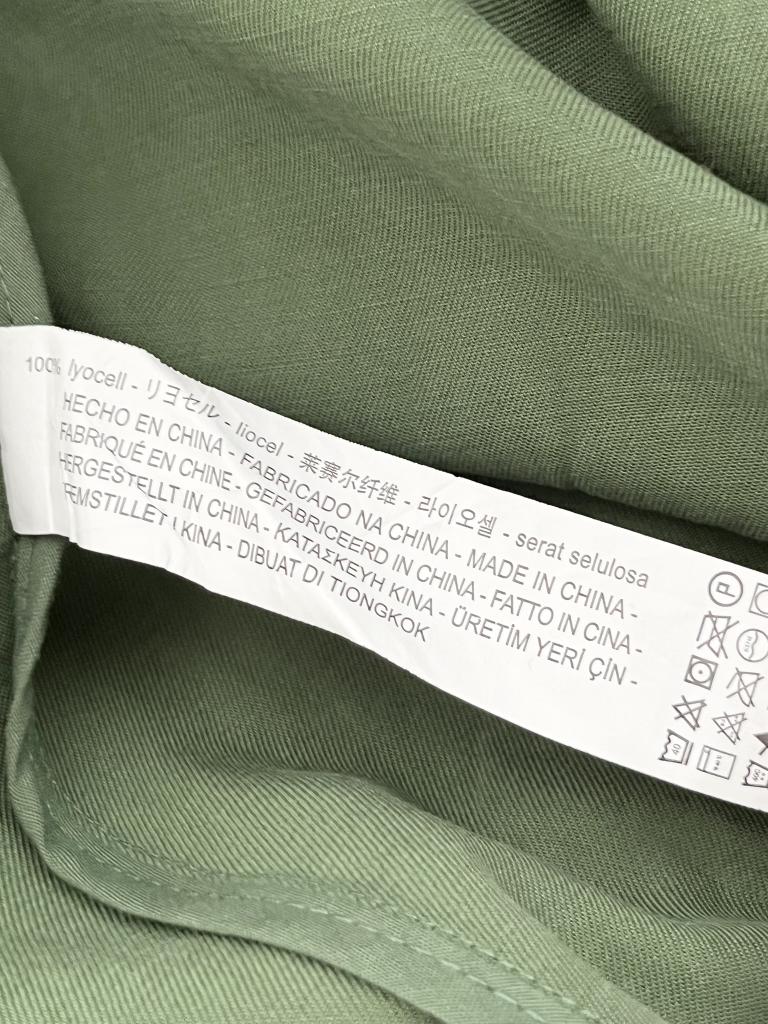 100% lyocell - リヨセル - liocel - 莱赛尔纤维 - 라이오셀 - serat selulosa
HECHO EN CHINA - FABRICADO NA CHINA - MADE IN CHINA -
FABRIQUÉ EN CHINE - GEFABRICEERD IN CHINA - FATTO IN CINA -
HERGESTELLT IN CHINA - ΚΑΤΑΣΚΕΥΗ ΚΙΝΑ - ÜRETİM YERİ ÇİN -
FREMSTILLET I KINA - DIBUAT DI TIONGKOK
P
40